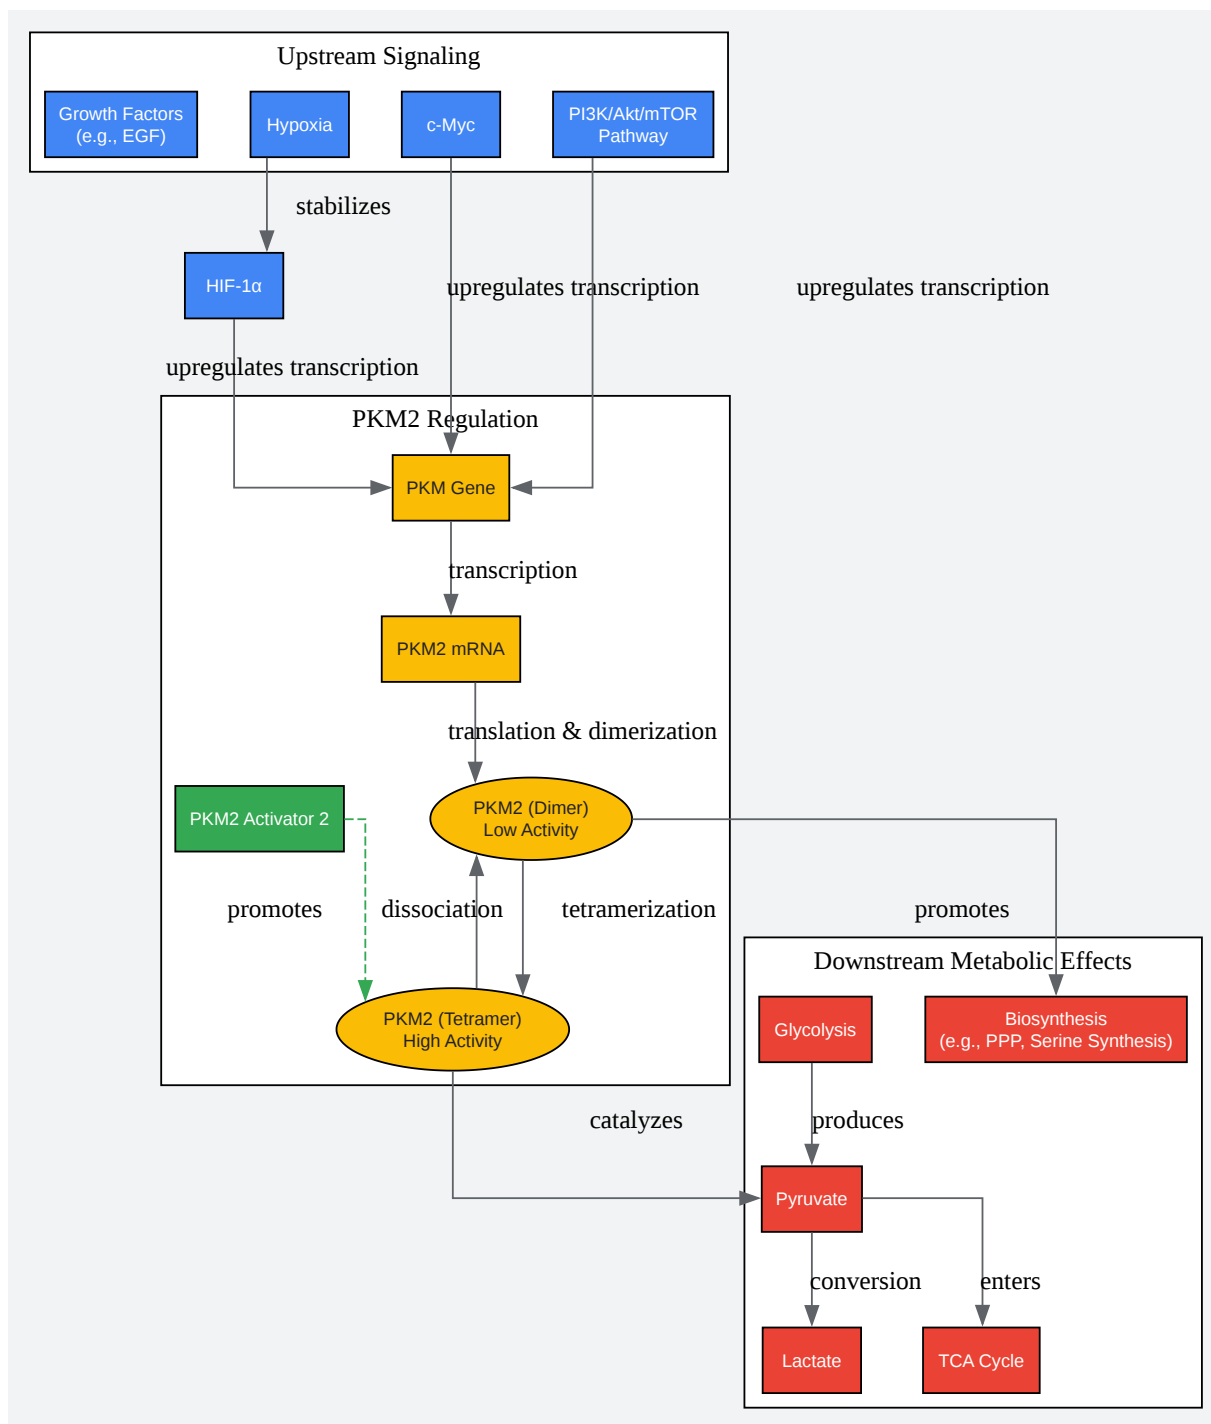 Upstream Signaling
Growth Factors
(e.g., EGF)
Hypoxia
c-Myc
PI3K/Akt/mTOR
Pathway
stabilizes
HIF-1α
upregulates transcription
upregulates transcription
upregulates transcription
PKM2 Regulation
PKM Gene
transcription
PKM2 mRNA
translation & dimerization
PKM2 Activator 2
PKM2 (Dimer)
Low Activity
promotes
dissociation
tetramerization
promotes
PKM2 (Tetramer)
High Activity
Downstream Metabolic Effects
Glycolysis
Biosynthesis
(e.g., PPP, Serine Synthesis)
catalyzes
produces
Pyruvate
conversion
enters
Lactate
TCA Cycle